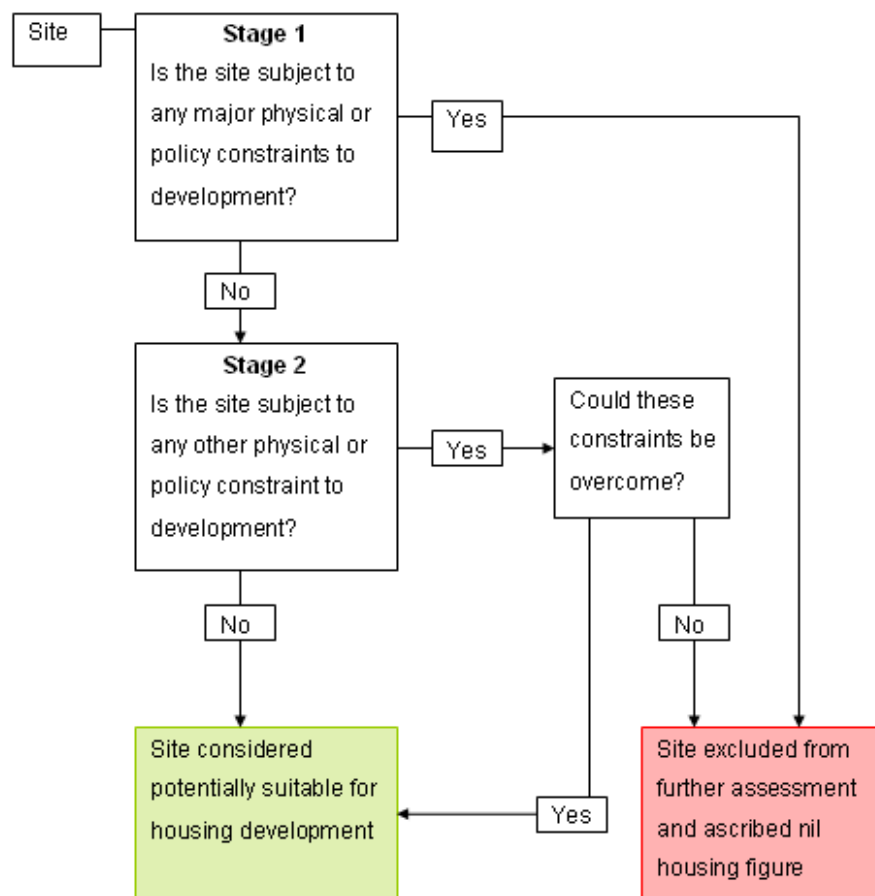 Site
Stage 1
Is the site subject to
any major physical or
policy constraints to
development?
Yes
No
Stage 2
Is the site subject to
any other physical or
policy constraint to
development?
Yes
Could these
constraints be
overcome?
No
No
Site considered
potentially suitable for
housing development
Yes
Site excluded from
further assessment
and ascribed nil
housing figure